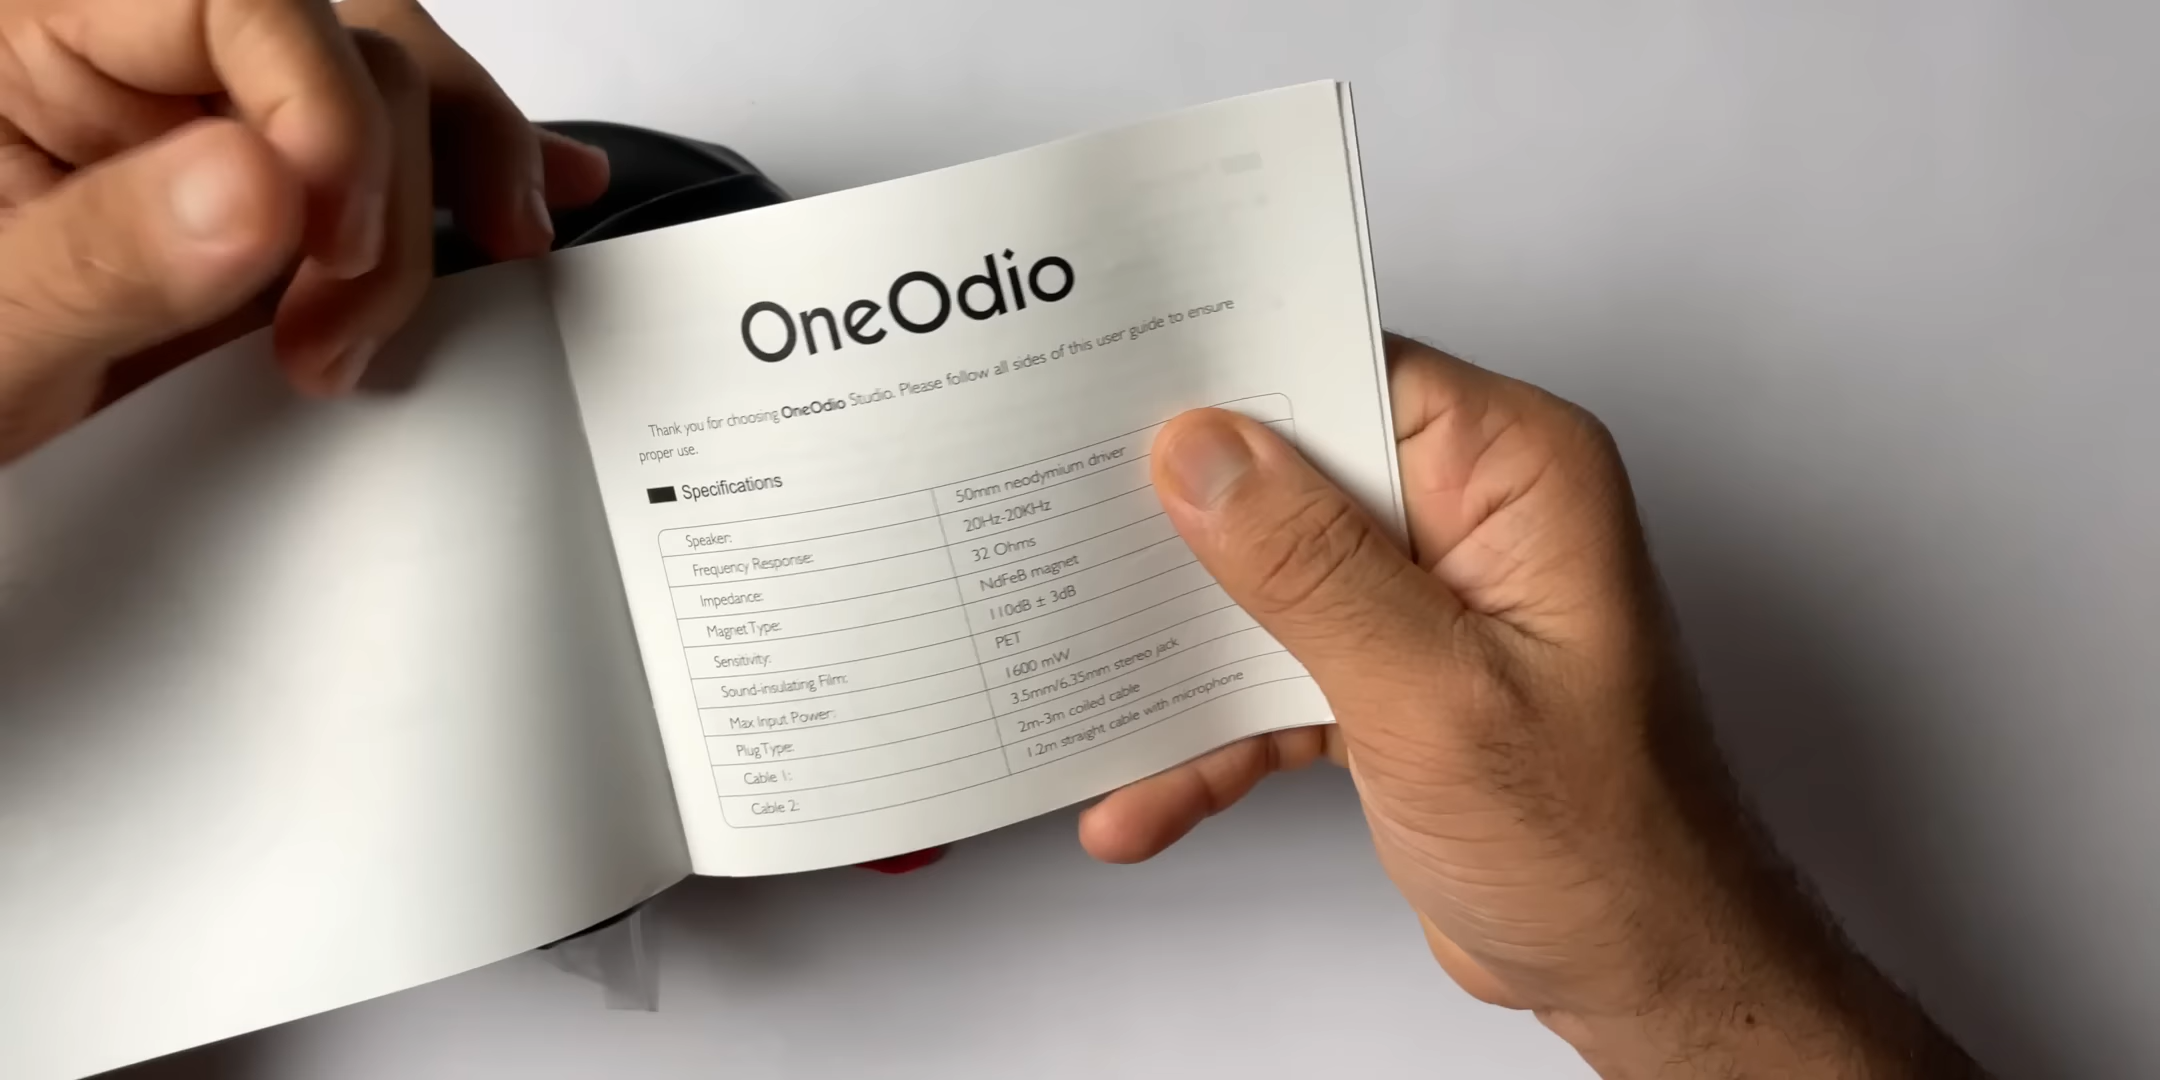 OneOdio
Thank you for choosing OneOdio Studio. Please follow all sides of this user guide to ensure
proper use.
Specifications
Speaker: 50mm neodymium driver
Frequency Response: 20Hz-20KHz
Impedance: 32 Ohms
Magnet Type: NdFeB magnet
Sensitivity: 110dB ± 3dB
Sound-insulating Film: PET
Max Input Power: 1600 mW
Plug Type: 3.5mm/6.35mm stereo jack
Cable 1: 2m-3m coiled cable
Cable 2: 1.2m straight cable with microphone